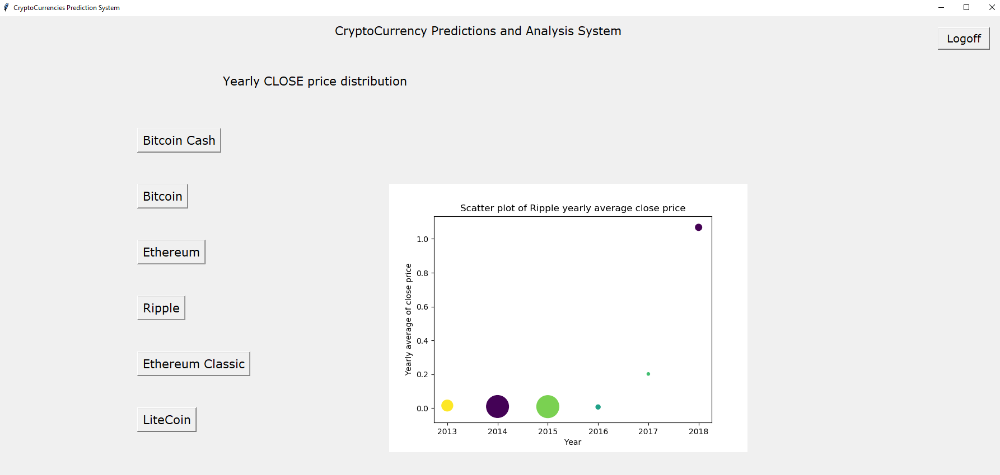 CryptoCurrencies Prediction System
CryptoCurrency Predictions and Analysis System
Logoff
Yearly CLOSE price distribution
Bitcoin Cash
Bitcoin
Ethereum
Ripple
Ethereum Classic
LiteCoin
Scatter plot of Ripple yearly average close price
Yearly average of close price
1.0
0.8
0.6
0.4
0.2
0.0
2013 2014 2015 2016 2017 2018
Year